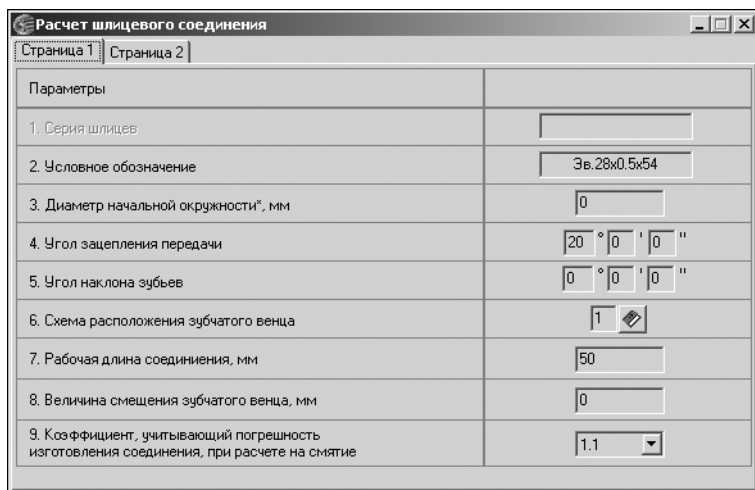 Расчет шлицевого соединения
Страница 1 Страница 2
Параметры
1. Серия шлицев
2. Условное обозначение Эв.28x0.5x54
3. Диаметр начальной окружности*, мм 0
4. Угол зацепления передачи 20 ° 0 ' 0 "
5. Угол наклона зубьев 0 ° 0 ' 0 "
6. Схема расположения зубчатого венца 1
7. Рабочая длина соединиения, мм 50
8. Величина смещения зубчатого венца, мм 0
9. Коэффициент, учитывающий погрешность
изготовления соединения, при расчете на смятие 1.1